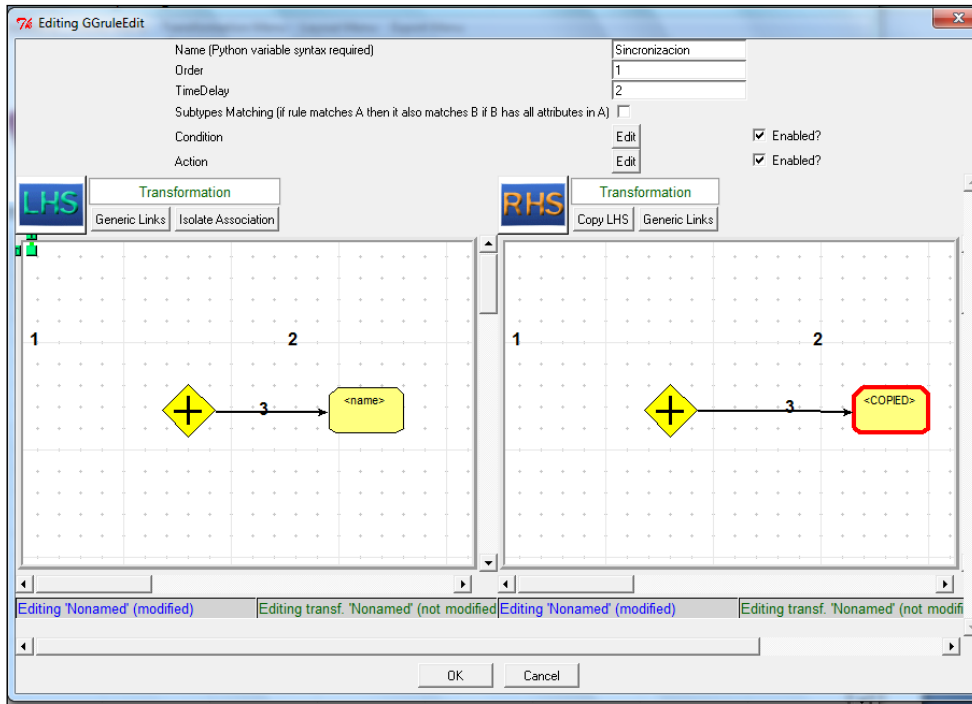 Editing GGruleEdit
Name (Python variable syntax required) Sincronizacion
Order 1
TimeDelay 2
Subtypes Matching (if rule matches A then it also matches B if B has all attributes in A)
Condition Edit Enabled?
Action Edit Enabled?
LHS Transformation RHS Transformation
Generic Links Isolate Association Copy LHS Generic Links
1 2 1 2
3 <name> 3 <COPIED>
Editing 'Nonamed' (modified) Editing transf. 'Nonamed' (not modified Editing 'Nonamed' (modified) Editing transf. 'Nonamed' (not modifi
OK Cancel